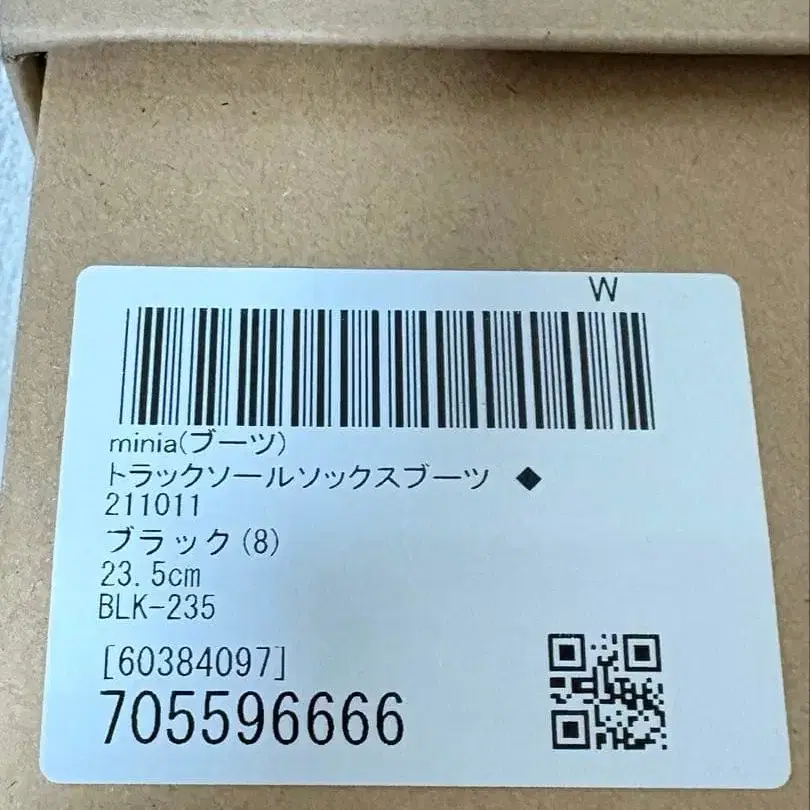 W
minia(ブーツ)
トラックソールソックスブーツ ◆
211011
ブラック(8)
23.5cm
BLK-235
[60384097]
705596666